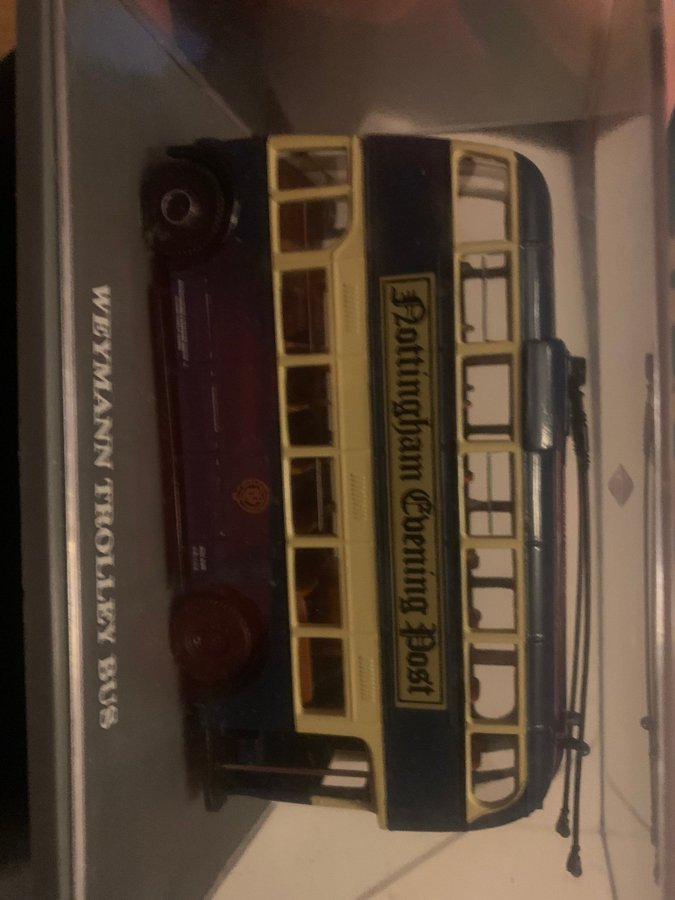 Nottingham Evening Post
WEYMANN TROLLEY BUS